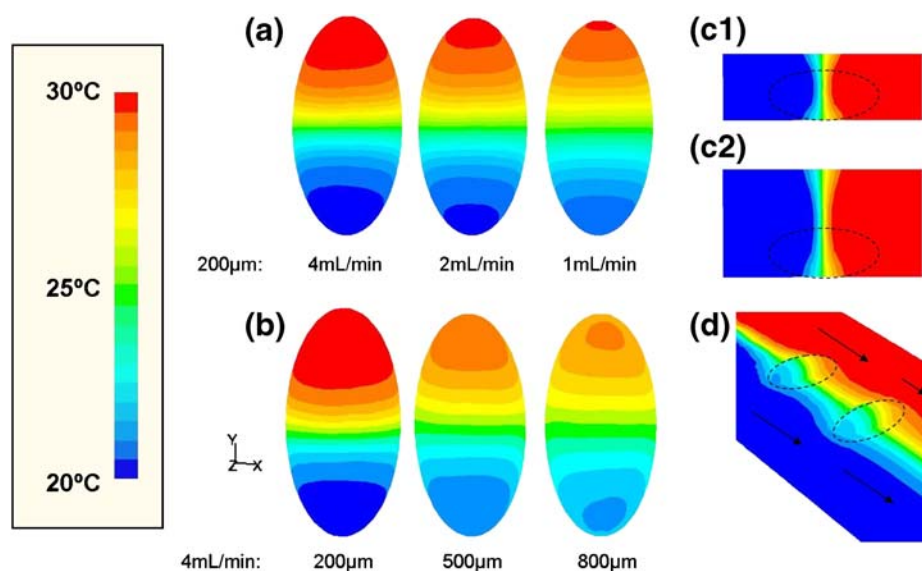 30ºC
25ºC
20ºC
(a)
200µm: 4mL/min 2mL/min 1mL/min
(b)
Y
Z X
4mL/min: 200µm 500µm 800µm
(c1)
(c2)
(d)